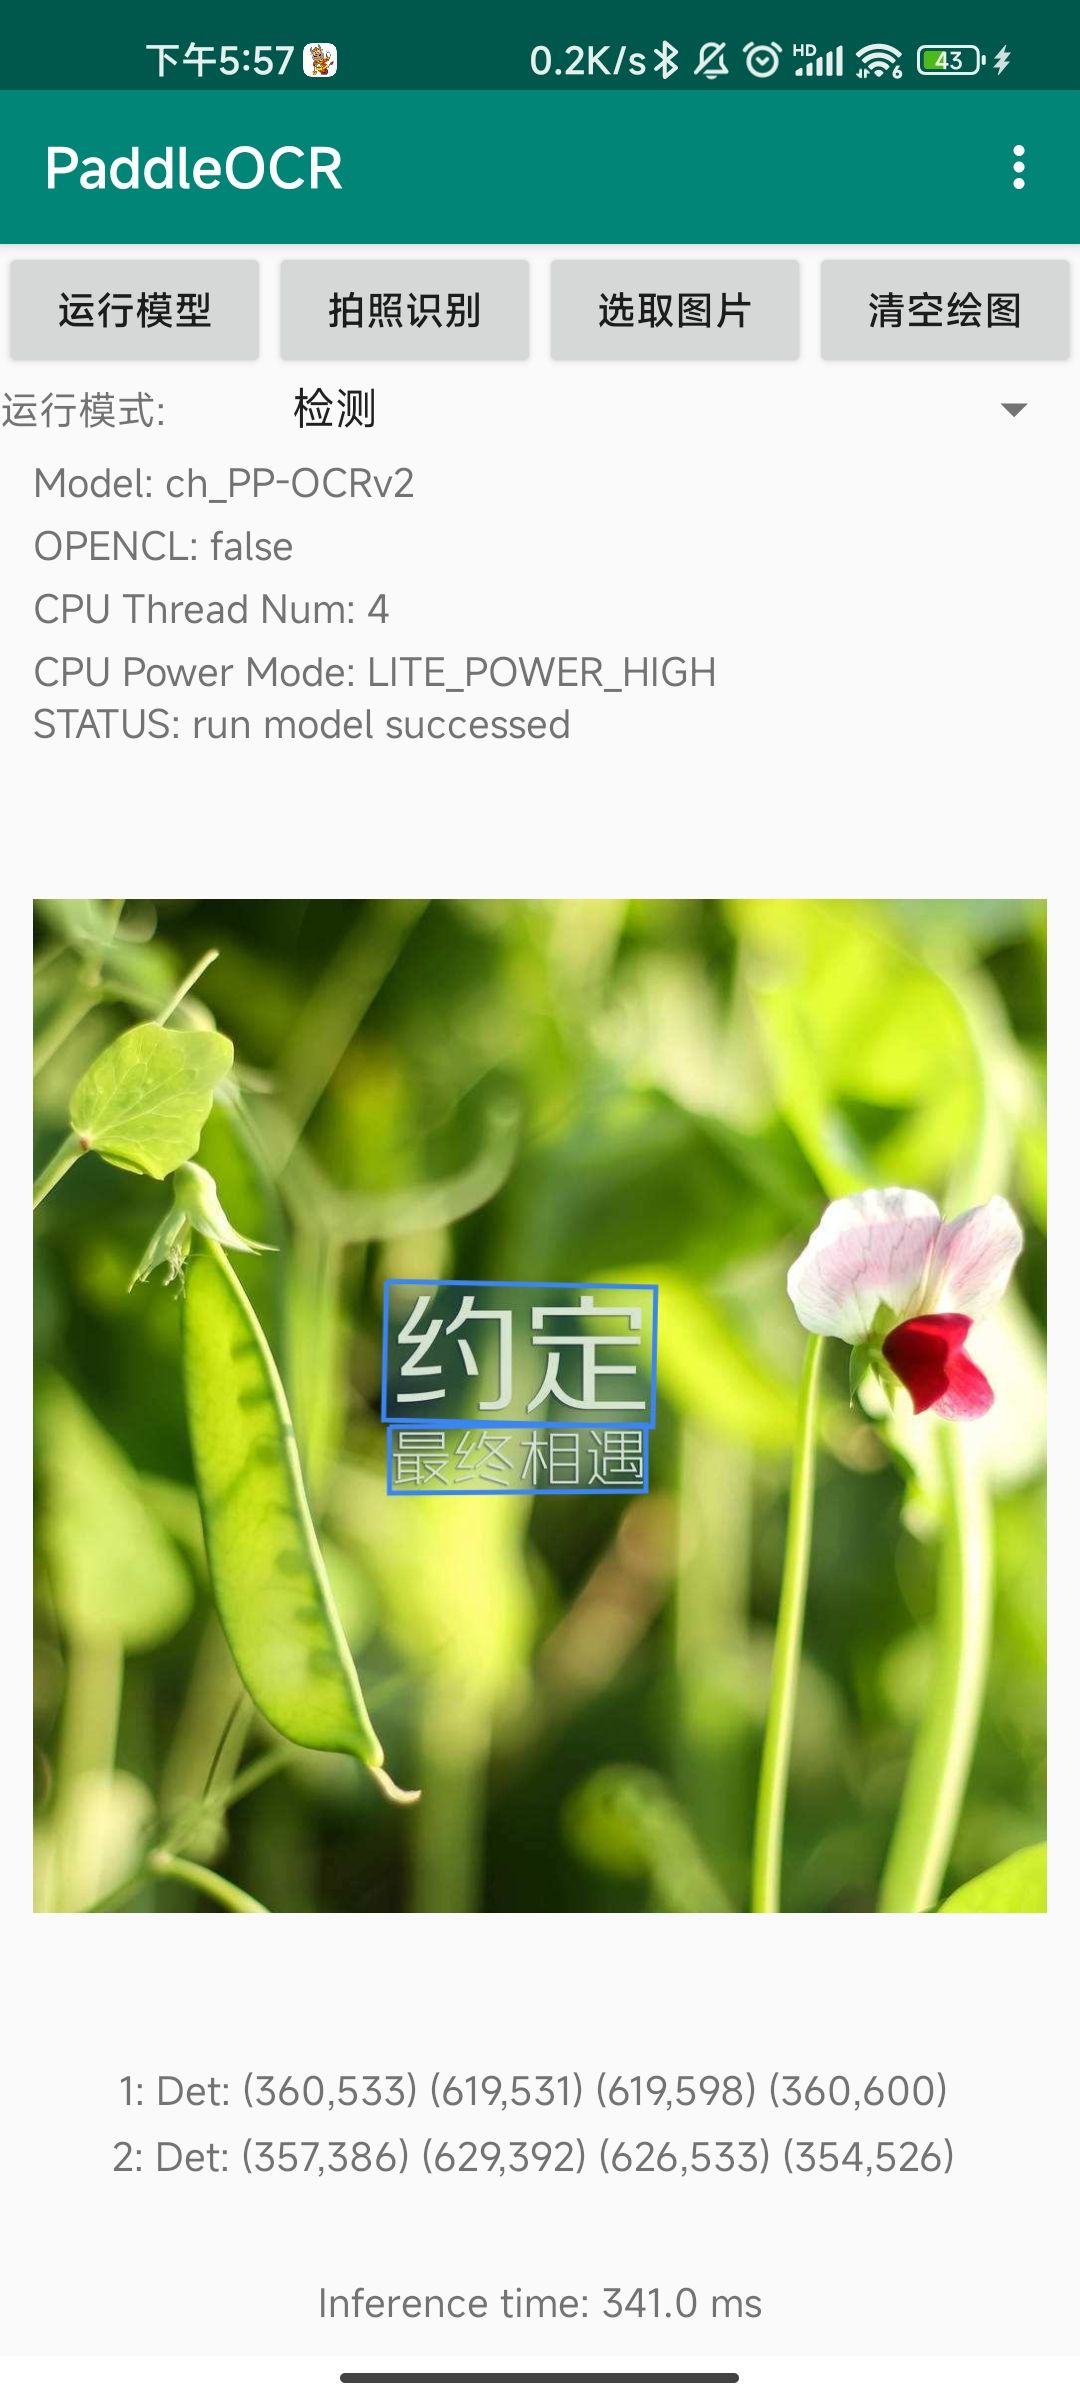 下午5:57 0.2K/s HD 6 43
PaddleOCR
运行模型 拍照识别 选取图片 清空绘图
运行模式: 检测
Model: ch_PP-OCRv2
OPENCL: false
CPU Thread Num: 4
CPU Power Mode: LITE_POWER_HIGH
STATUS: run model successed
约定
最终相遇
1: Det: (360,533) (619,531) (619,598) (360,600)
2: Det: (357,386) (629,392) (626,533) (354,526)
Inference time: 341.0 ms